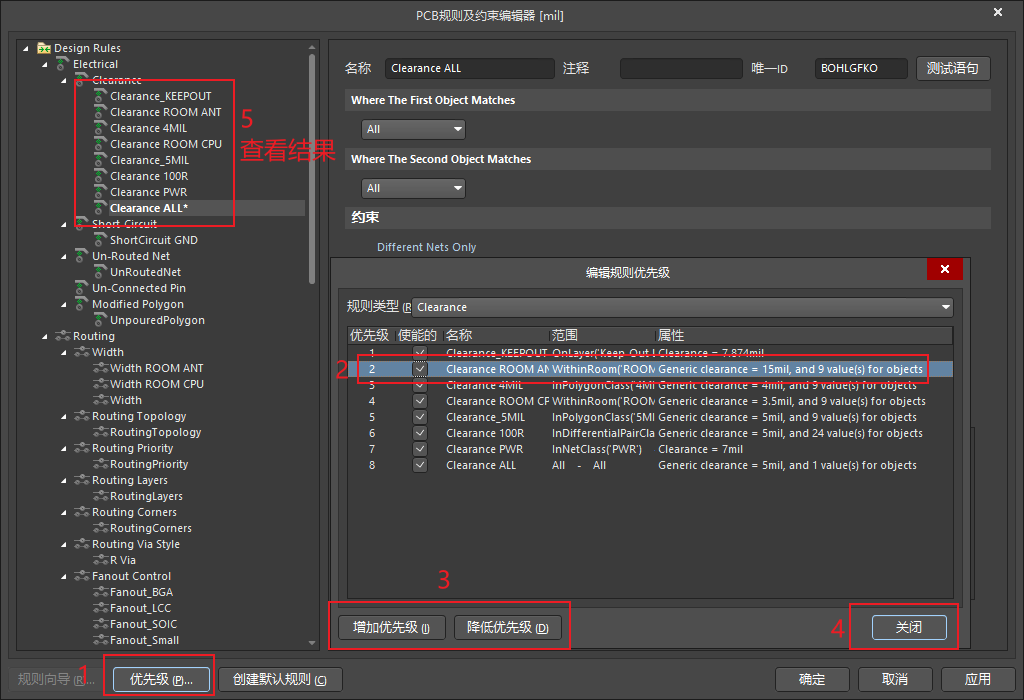 PCB规则及约束编辑器 [mil]
Design Rules
Electrical
Clearance
Clearance_KEEPOUT
Clearance ROOM ANT
Clearance 4MIL
Clearance ROOM CPU
Clearance_5MIL
Clearance 100R
Clearance PWR
Clearance ALL*
Short-Circuit
ShortCircuit GND
Un-Routed Net
UnRoutedNet
Un-Connected Pin
Modified Polygon
UnpouredPolygon
Routing
Width
Width ROOM ANT
Width ROOM CPU
Width
Routing Topology
RoutingTopology
Routing Priority
RoutingPriority
Routing Layers
RoutingLayers
Routing Corners
RoutingCorners
Routing Via Style
R Via
Fanout Control
Fanout_BGA
Fanout_LCC
Fanout_SOIC
Fanout_Small
5
查看结果
名称 Clearance ALL 注释 唯一ID BOHLGFKO 测试语句
Where The First Object Matches
All
Where The Second Object Matches
All
约束
Different Nets Only
编辑规则优先级
规则类型 (R Clearance
优先级 使能的 名称 范围 属性
1 Clearance_KEEPOUT OnLayer('Keep-Out L Clearance = 7.874mil
2 Clearance ROOM AN WithinRoom('ROOM Generic clearance = 15mil, and 9 value(s) for objects
3 Clearance 4MIL InPolygonClass('4MI Generic clearance = 4mil, and 9 value(s) for objects
4 Clearance ROOM CP WithinRoom('ROOM Generic clearance = 3.5mil, and 9 value(s) for objects
5 Clearance_5MIL InPolygonClass('5MI Generic clearance = 5mil, and 9 value(s) for objects
6 Clearance 100R InDifferentialPairCla Generic clearance = 5mil, and 24 value(s) for objects
7 Clearance PWR InNetClass('PWR') Clearance = 7mil
8 Clearance ALL All - All Generic clearance = 5mil, and 1 value(s) for objects
2
3
增加优先级 (I) 降低优先级 (D) 4 关闭
规则向导 (R)... 1 优先级 (P)... 创建默认规则 (C) 确定 取消 应用